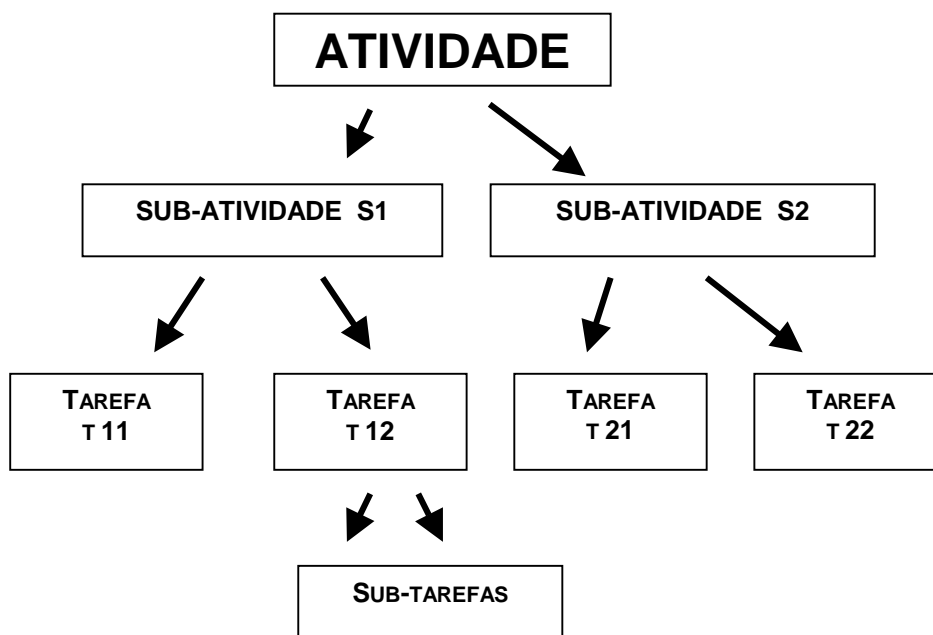 ATIVIDADE
SUB-ATIVIDADE S1
SUB-ATIVIDADE S2
TAREFA
T 11
TAREFA
T 12
TAREFA
T 21
TAREFA
T 22
SUB-TAREFAS